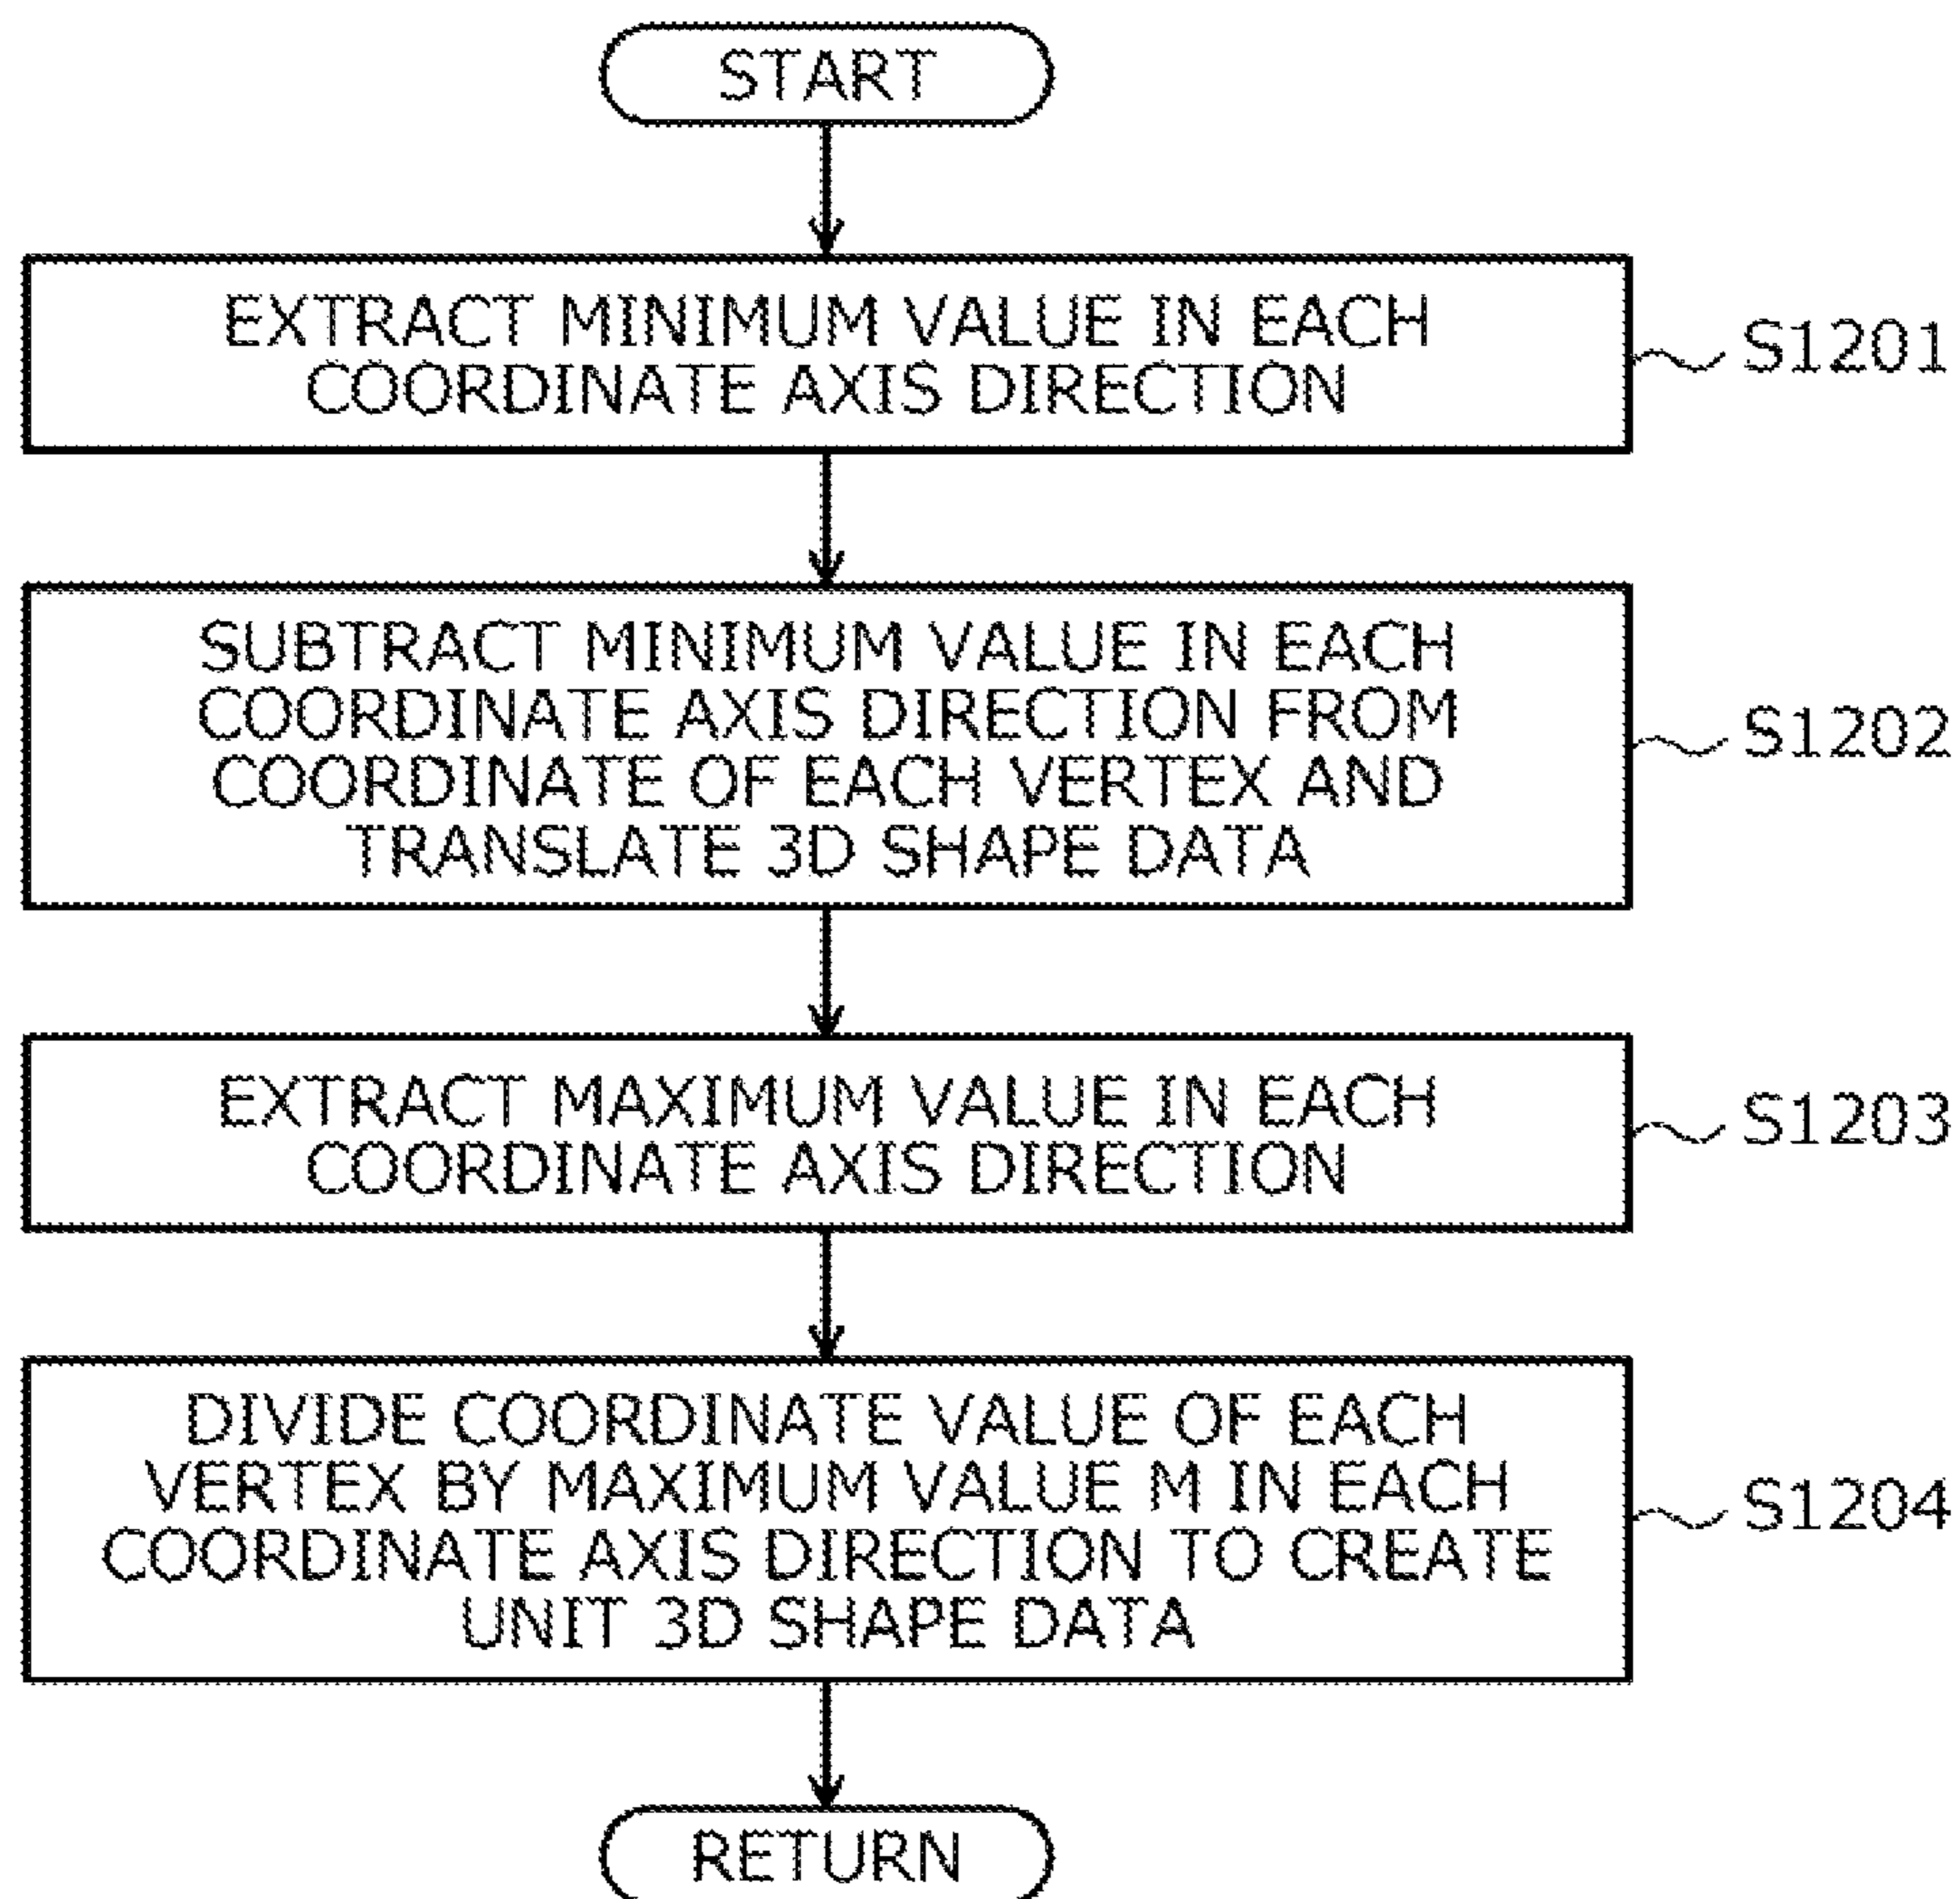 START
EXTRACT MINIMUM VALUE IN EACH
COORDINATE AXIS DIRECTION
S1201
SUBTRACT MINIMUM VALUE IN EACH
COORDINATE AXIS DIRECTION FROM
COORDINATE OF EACH VERTEX AND
TRANSLATE 3D SHAPE DATA
S1202
EXTRACT MAXIMUM VALUE IN EACH
COORDINATE AXIS DIRECTION
S1203
DIVIDE COORDINATE VALUE OF EACH
VERTEX BY MAXIMUM VALUE M IN EACH
COORDINATE AXIS DIRECTION TO CREATE
UNIT 3D SHAPE DATA
S1204
RETURN